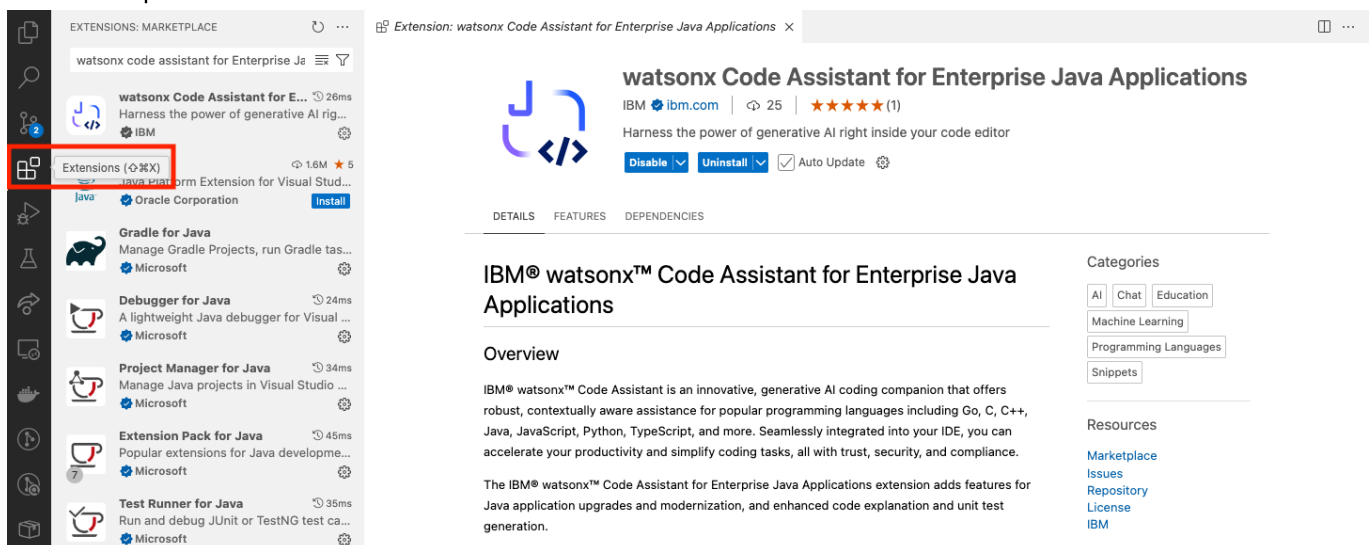 EXTENSIONS: MARKETPLACE
watsonx code assistant for Enterprise Ja
watsonx Code Assistant for E... 26ms
Harness the power of generative AI rig...
IBM
Extensions (⇧⌘X)
1.6M ★ 5
Java Platform Extension for Visual Stud...
Java
Oracle Corporation
Install
Gradle for Java
Manage Gradle Projects, run Gradle tas...
Microsoft
Debugger for Java 24ms
A lightweight Java debugger for Visual ...
Microsoft
Project Manager for Java 34ms
Manage Java projects in Visual Studio ...
Microsoft
Extension Pack for Java 45ms
Popular extensions for Java developme...
7
Microsoft
Test Runner for Java 35ms
Run and debug JUnit or TestNG test ca...
Microsoft
2
Extension: watsonx Code Assistant for Enterprise Java Applications
watsonx Code Assistant for Enterprise Java Applications
IBM ibm.com | 25 | ★★★★★(1)
Harness the power of generative AI right inside your code editor
Disable Uninstall Auto Update
DETAILS FEATURES DEPENDENCIES
IBM® watsonx™ Code Assistant for Enterprise Java
Applications
Overview
IBM® watsonx™ Code Assistant is an innovative, generative AI coding companion that offers
robust, contextually aware assistance for popular programming languages including Go, C, C++,
Java, JavaScript, Python, TypeScript, and more. Seamlessly integrated into your IDE, you can
accelerate your productivity and simplify coding tasks, all with trust, security, and compliance.
The IBM® watsonx™ Code Assistant for Enterprise Java Applications extension adds features for
Java application upgrades and modernization, and enhanced code explanation and unit test
generation.
Categories
AI Chat Education
Machine Learning
Programming Languages
Snippets
Resources
Marketplace
Issues
Repository
License
IBM